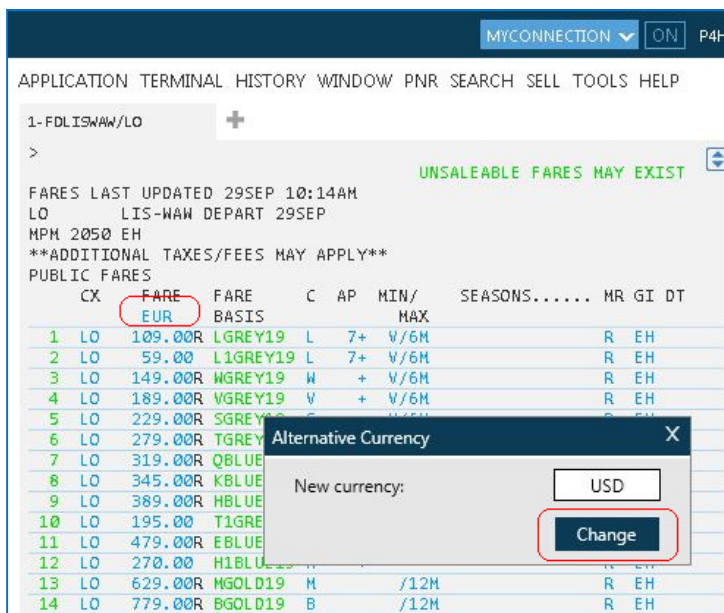 MYCONNECTION ON P4H
APPLICATION TERMINAL HISTORY WINDOW PNR SEARCH SELL TOOLS HELP
1-FDLISWAW/LO
>
UNSALEABLE FARES MAY EXIST
FARES LAST UPDATED 29SEP 10:14AM
LO LIS-WAW DEPART 29SEP
MPM 2050 EH
**ADDITIONAL TAXES/FEES MAY APPLY**
PUBLIC FARES
CX FARE FARE C AP MIN/ SEASONS...... MR GI DT
EUR BASIS MAX
1 LO 109.00R LGREY19 L 7+ V/6M R EH
2 LO 59.00 L1GREY19 L 7+ V/6M R EH
3 LO 149.00R WGREY19 W + V/6M R EH
4 LO 189.00R VGREY19 V + V/6M R EH
5 LO 229.00R SGREY
6 LO 279.00R TGREY
7 LO 319.00R QBLUE
8 LO 345.00R KBLUE
9 LO 389.00R HBLUE
10 LO 195.00 T1GRE
11 LO 479.00R EBLUE
12 LO 270.00 H1BLUE19
13 LO 629.00R MGOLD19 M /12M R EH
14 LO 779.00R BGOLD19 B /12M R EH
Alternative Currency X
New currency: USD
Change